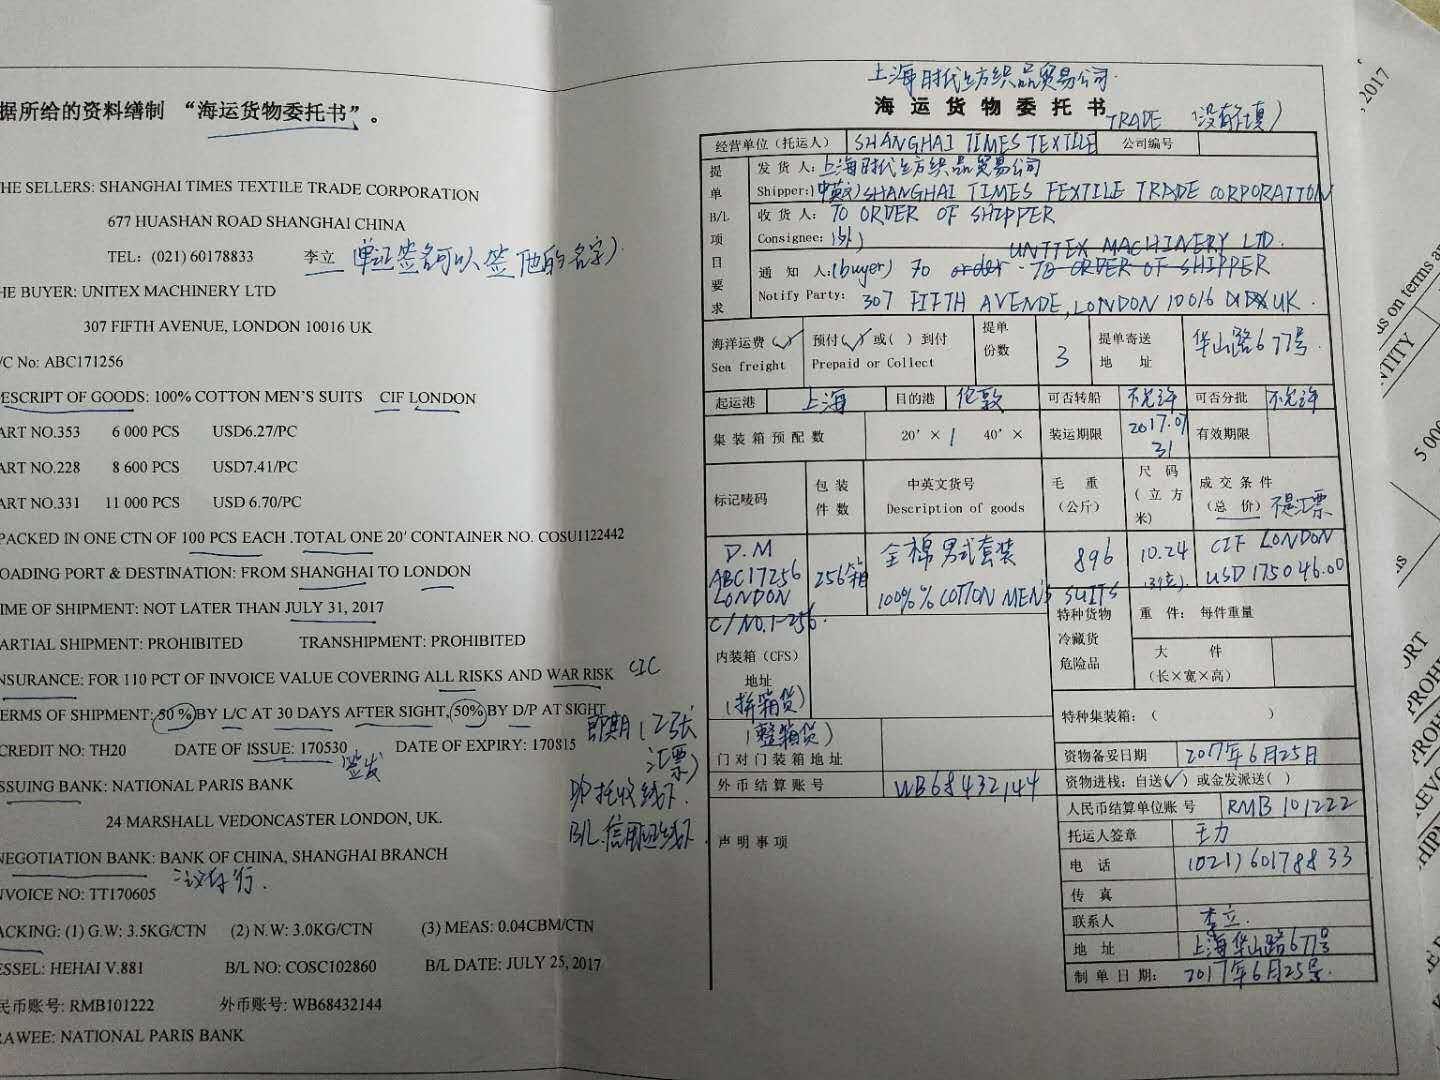 据所给的资料缮制 “海运货物委托书”。
HE SELLERS: SHANGHAI TIMES TEXTILE TRADE CORPORATION
677 HUASHAN ROAD SHANGHAI CHINA
TEL: (021) 60178833 李立 (单证签名可以签他的名字)
HE BUYER: UNITEX MACHINERY LTD
307 FIFTH AVENUE, LONDON 10016 UK
/C No: ABC171256
ESCRIPT OF GOODS: 100% COTTON MEN'S SUITS CIF LONDON
ART NO.353 6 000 PCS USD6.27/PC
ART NO.228 8 600 PCS USD7.41/PC
ART NO.331 11 000 PCS USD 6.70/PC
PACKED IN ONE CTN OF 100 PCS EACH .TOTAL ONE 20' CONTAINER NO. COSU1122442
OADING PORT & DESTINATION: FROM SHANGHAI TO LONDON
IME OF SHIPMENT: NOT LATER THAN JULY 31, 2017
ARTIAL SHIPMENT: PROHIBITED TRANSHIPMENT: PROHIBITED
NSURANCE: FOR 110 PCT OF INVOICE VALUE COVERING ALL RISKS AND WAR RISK CIC
ERMS OF SHIPMENT: 50 % BY L/C AT 30 DAYS AFTER SIGHT, 50% BY D/P AT SIGHT
即期(2张汇票)
CREDIT NO: TH20 DATE OF ISSUE: 170530 DATE OF EXPIRY: 170815
签发
SSUING BANK: NATIONAL PARIS BANK
D/P托收线下.
24 MARSHALL VEDONCASTER LONDON, UK.
B/L.信用证线下.
NEGOTIATION BANK: BANK OF CHINA, SHANGHAI BRANCH
议付行.
NVOICE NO: TT170605
ACKING: (1) G.W: 3.5KG/CTN (2) N.W: 3.0KG/CTN (3) MEAS: 0.04CBM/CTN
ESSEL: HEHAI V.881 B/L NO: COSC102860 B/L DATE: JULY 25, 2017
民币账号: RMB101222 外币账号: WB68432144
RAWEE: NATIONAL PARIS BANK
上海时代纺织品贸易公司.
海运货物委托书
TRADE (没有佳真)
经营单位(托运人) SHANGHAI TIMES TEXTILE 公司编号
提单 B/L 项目要求
发货人: 上海时代纺织品贸易公司
Shipper: (中英文) SHANGHAI TIMES FEXTILE TRADE CORPORATION
收货人: TO ORDER OF SHIPPER
Consignee:
UNITEX MACHINERY LTD.
通知人: (buyer) To order · TO ORDER OF SHIPPER
Notify Party: 307 FIFTH AVENDE, LONDON 10016 UK.
海洋运费(✓) 预付(✓) 或( ) 到付 提单份数 3 提单寄送地址 华山路677号.
Sea freight Prepaid or Collect
起运港 上海 目的港 伦敦 可否转船 不允许 可否分批 不允许
集装箱预配数 20'×1 40'× 装运期限 2017.07 31 有效期限
标记唛码 包装件数 中英文货号 Description of goods 毛重(公斤) 尺码(立方米) 成交条件(总价) 不是汇票
D.M 256箱 全棉男式套装 896 10.24 CIF LONDON
ABC17256 USD175046.00
LONDON 100% % COTTON MEN'S SUITS
C/NO.1-256.
特种货物 冷藏货 危险品 重件: 每件重量
大件(长×宽×高)
内装箱(CFS)地址
(拼箱货)
特种集装箱:( )
(整箱货)
门对门装箱地址 资物备妥日期 2017年6月25日
外币结算账号 WB68432144 资物进栈: 自送(✓) 或金发派送( )
人民币结算单位账号 RMB 101222
声明事项 托运人签章 王力
电话 (021)60178833
传真
联系人 李立.
地址 上海华山路677号
制单日期: 2017年6月25号.
, 2017
us on terms a
NTITY
5 000
ORT
PROH
PROH
REVO
SHIPM